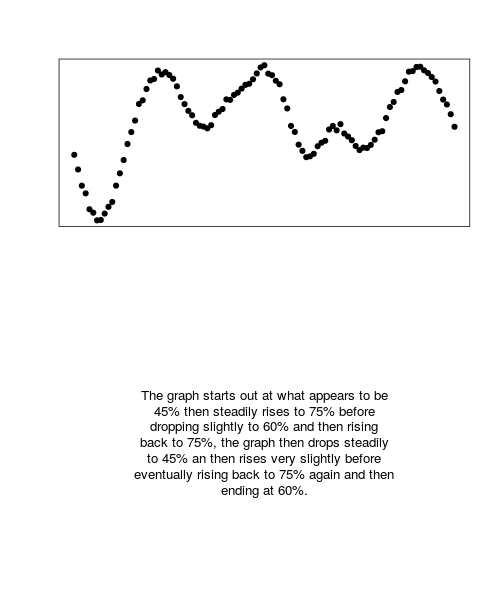 The graph starts out at what appears to be
45% then steadily rises to 75% before
dropping slightly to 60% and then rising
back to 75%, the graph then drops steadily
to 45% an then rises very slightly before
eventually rising back to 75% again and then
ending at 60%.